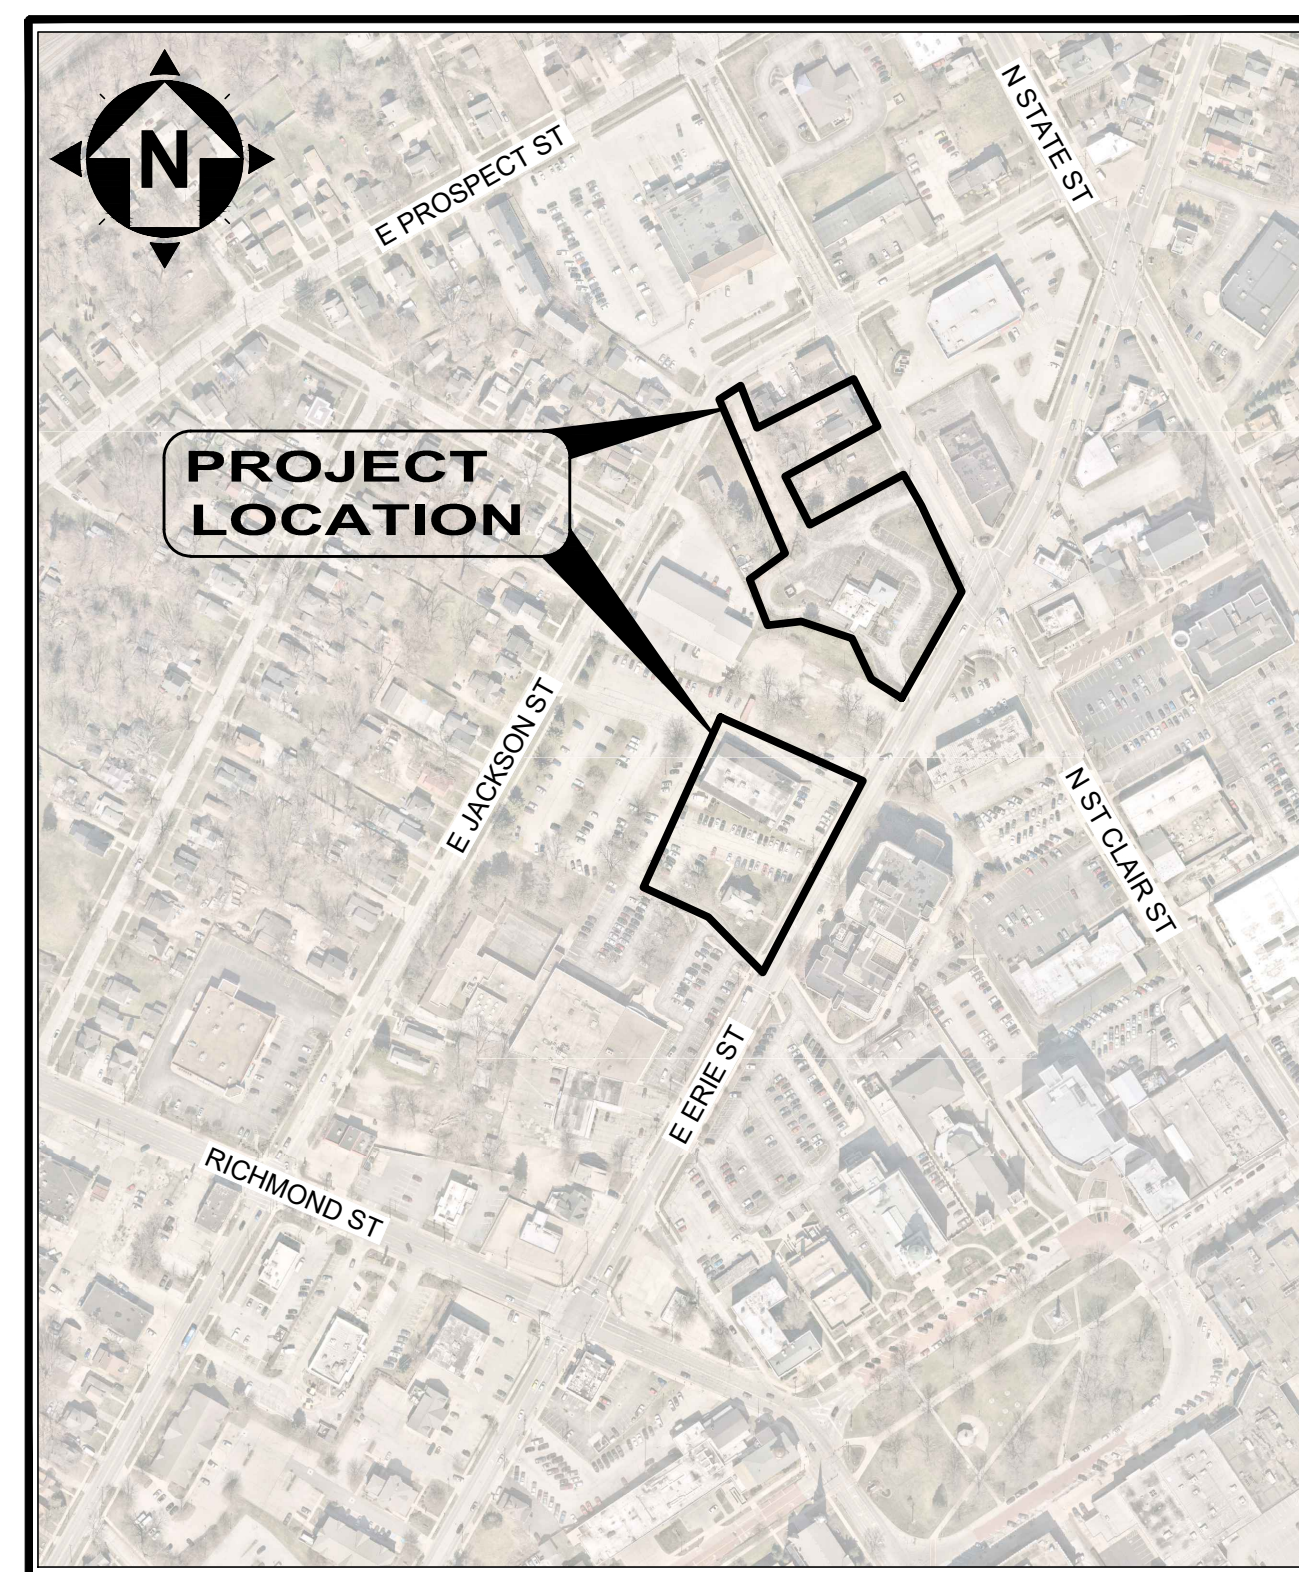 N
N STATE ST
E PROSPECT ST
PROJECT
LOCATION
E JACKSON ST
N ST CLAIR ST
E ERIE ST
RICHMOND ST